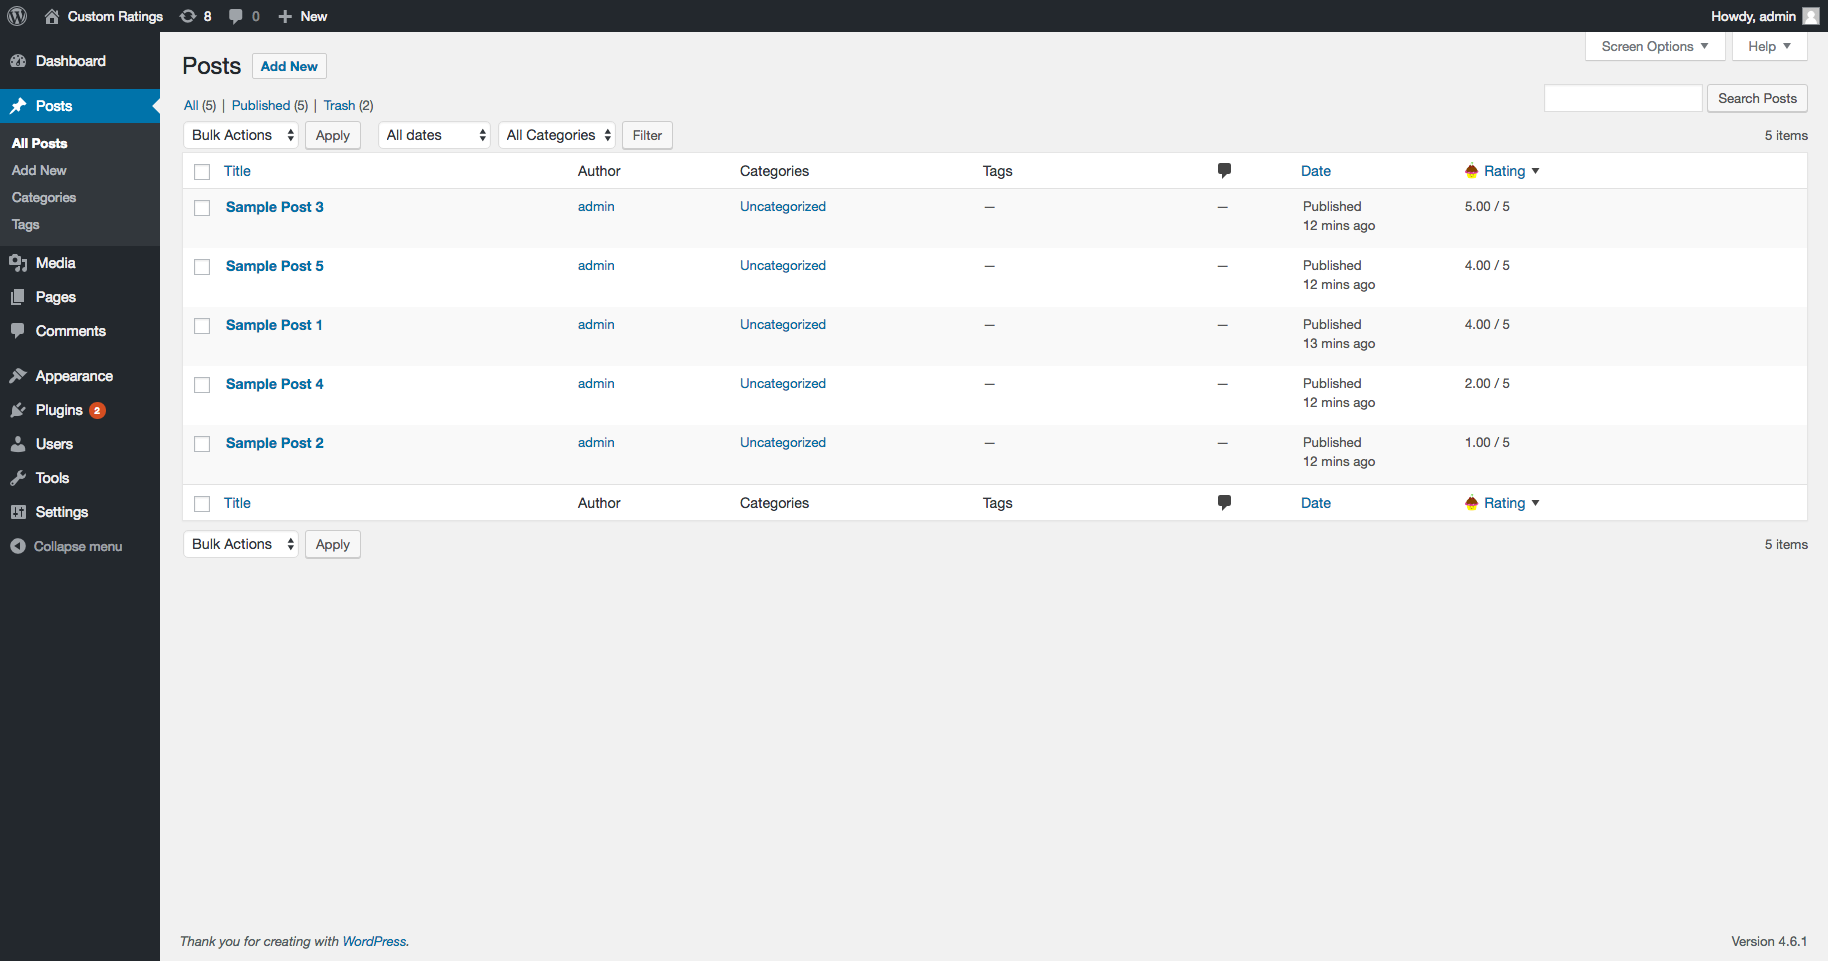 Custom Ratings 8 0 New Howdy, admin
Screen Options Help
Dashboard
Posts
All Posts
Add New
Categories
Tags
Media
Pages
Comments
Appearance
Plugins 2
Users
Tools
Settings
Collapse menu
Posts Add New
All (5) | Published (5) | Trash (2)
Search Posts
Bulk Actions Apply All dates All Categories Filter 5 items
Title Author Categories Tags Date Rating
Sample Post 3 admin Uncategorized — — Published 5.00 / 5
12 mins ago
Sample Post 5 admin Uncategorized — — Published 4.00 / 5
12 mins ago
Sample Post 1 admin Uncategorized — — Published 4.00 / 5
13 mins ago
Sample Post 4 admin Uncategorized — — Published 2.00 / 5
12 mins ago
Sample Post 2 admin Uncategorized — — Published 1.00 / 5
12 mins ago
Title Author Categories Tags Date Rating
Bulk Actions Apply 5 items
Thank you for creating with WordPress. Version 4.6.1